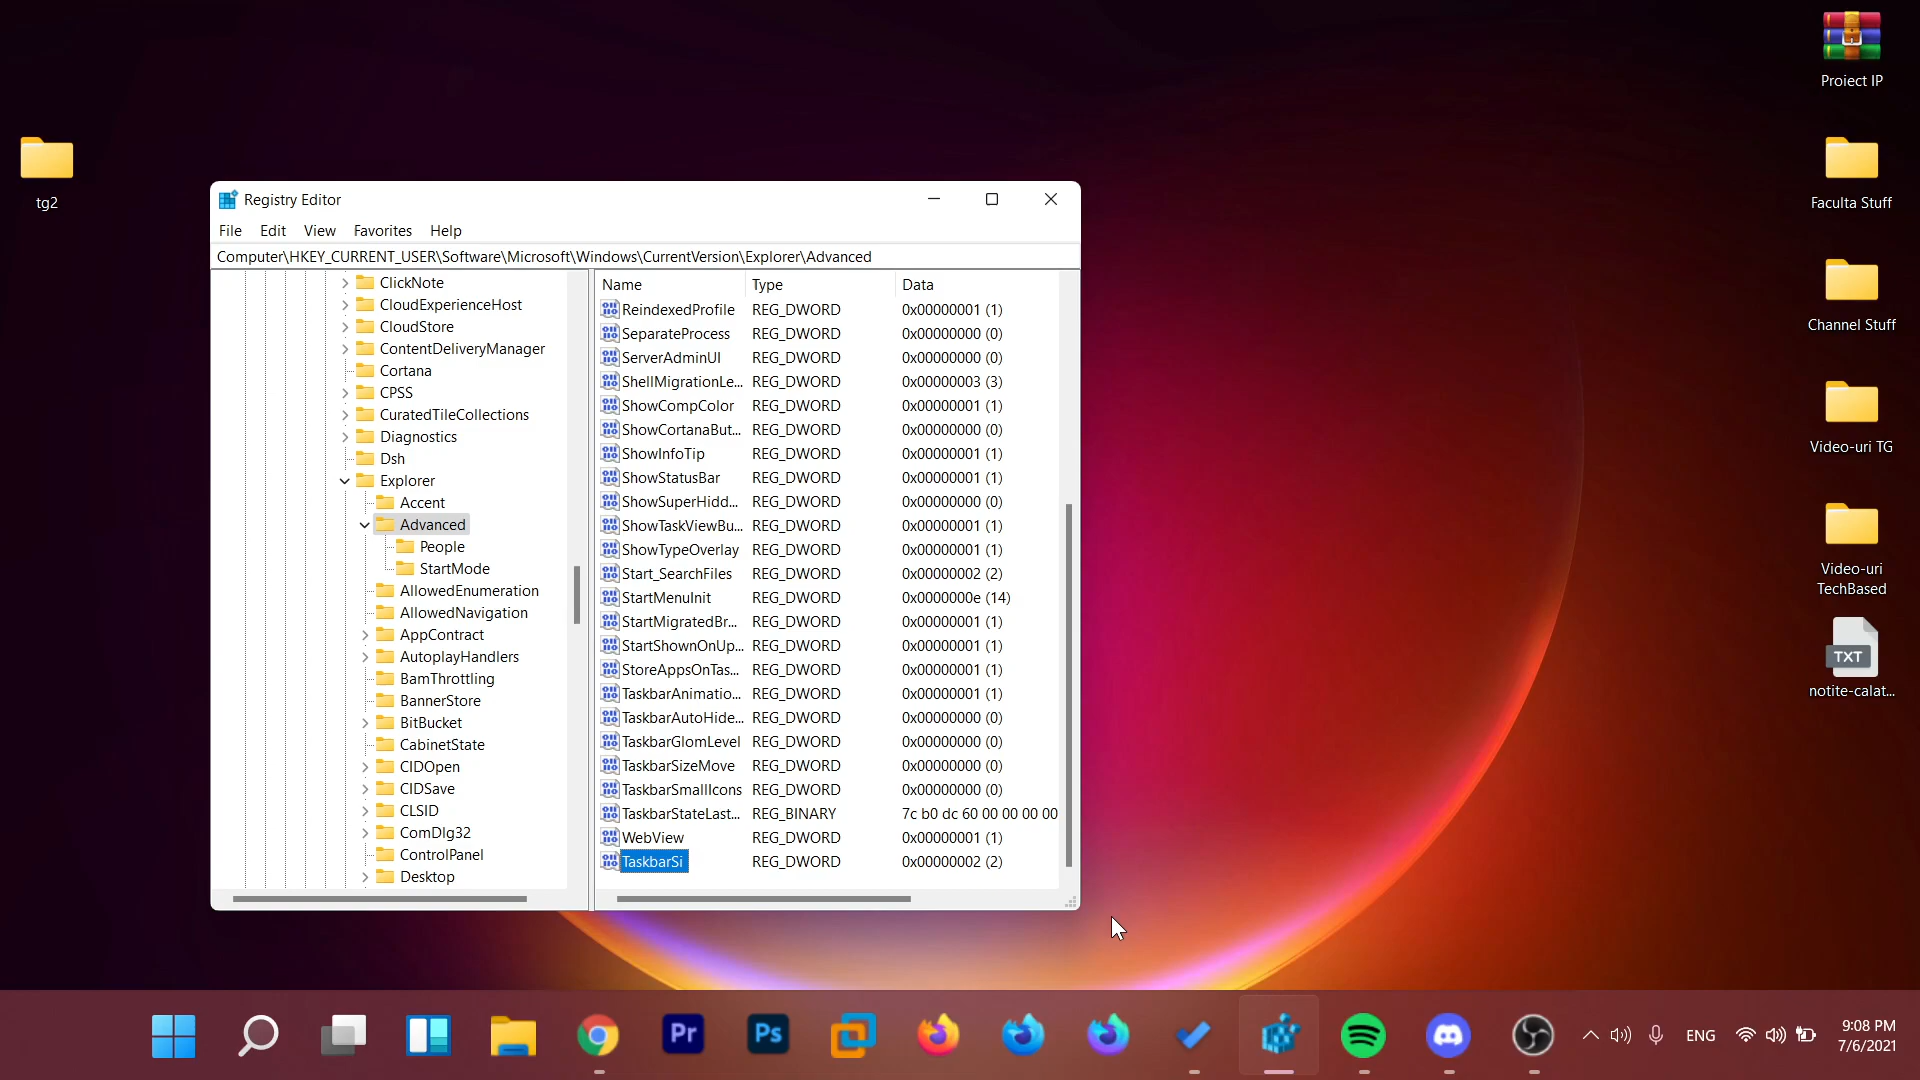 Proiect IP
tg2
Faculta Stuff
Channel Stuff
Video-uri TG
Video-uri
TechBased
TXT
notite-calat...
Registry Editor
File Edit View Favorites Help
Computer\HKEY_CURRENT_USER\Software\Microsoft\Windows\CurrentVersion\Explorer\Advanced
ClickNote
CloudExperienceHost
CloudStore
ContentDeliveryManager
Cortana
CPSS
CuratedTileCollections
Diagnostics
Dsh
Explorer
Accent
Advanced
People
StartMode
AllowedEnumeration
AllowedNavigation
AppContract
AutoplayHandlers
BamThrottling
BannerStore
BitBucket
CabinetState
CIDOpen
CIDSave
CLSID
ComDlg32
ControlPanel
Desktop
Name Type Data
ReindexedProfile REG_DWORD 0x00000001 (1)
SeparateProcess REG_DWORD 0x00000000 (0)
ServerAdminUI REG_DWORD 0x00000000 (0)
ShellMigrationLe... REG_DWORD 0x00000003 (3)
ShowCompColor REG_DWORD 0x00000001 (1)
ShowCortanaBut... REG_DWORD 0x00000000 (0)
ShowInfoTip REG_DWORD 0x00000001 (1)
ShowStatusBar REG_DWORD 0x00000001 (1)
ShowSuperHidd... REG_DWORD 0x00000000 (0)
ShowTaskViewBu... REG_DWORD 0x00000001 (1)
ShowTypeOverlay REG_DWORD 0x00000001 (1)
Start_SearchFiles REG_DWORD 0x00000002 (2)
StartMenuInit REG_DWORD 0x0000000e (14)
StartMigratedBr... REG_DWORD 0x00000001 (1)
StartShownOnUp... REG_DWORD 0x00000001 (1)
StoreAppsOnTas... REG_DWORD 0x00000001 (1)
TaskbarAnimatio... REG_DWORD 0x00000001 (1)
TaskbarAutoHide... REG_DWORD 0x00000000 (0)
TaskbarGlomLevel REG_DWORD 0x00000000 (0)
TaskbarSizeMove REG_DWORD 0x00000000 (0)
TaskbarSmallIcons REG_DWORD 0x00000000 (0)
TaskbarStateLast... REG_BINARY 7c b0 dc 60 00 00 00 00
WebView REG_DWORD 0x00000001 (1)
TaskbarSi REG_DWORD 0x00000002 (2)
Pr Ps ENG 9:08 PM
7/6/2021